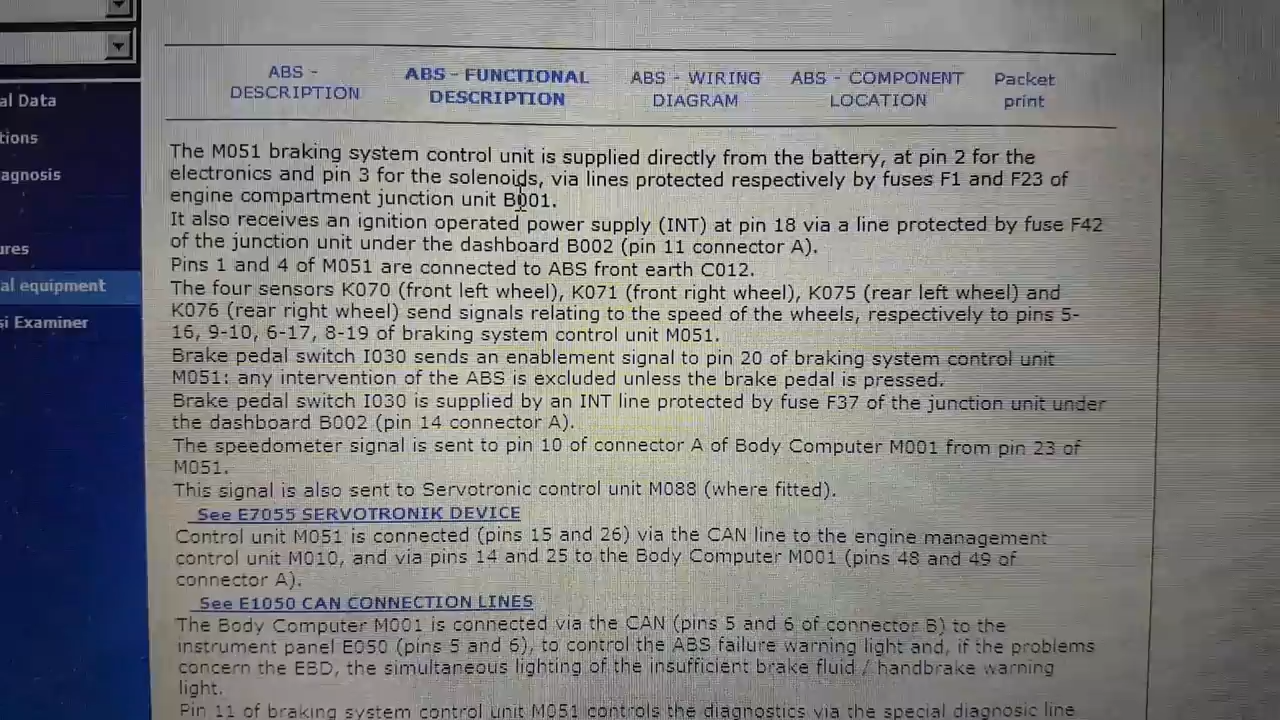 al Data
tions
agnosis
ures
al equipment
si Examiner
ABS - DESCRIPTION
ABS - FUNCTIONAL DESCRIPTION
ABS - WIRING DIAGRAM
ABS - COMPONENT LOCATION
Packet print
The M051 braking system control unit is supplied directly from the battery, at pin 2 for the
electronics and pin 3 for the solenoids, via lines protected respectively by fuses F1 and F23 of
engine compartment junction unit B001.
It also receives an ignition operated power supply (INT) at pin 18 via a line protected by fuse F42
of the junction unit under the dashboard B002 (pin 11 connector A).
Pins 1 and 4 of M051 are connected to ABS front earth C012.
The four sensors K070 (front left wheel), K071 (front right wheel), K075 (rear left wheel) and
K076 (rear right wheel) send signals relating to the speed of the wheels, respectively to pins 5-
16, 9-10, 6-17, 8-19 of braking system control unit M051.
Brake pedal switch I030 sends an enablement signal to pin 20 of braking system control unit
M051: any intervention of the ABS is excluded unless the brake pedal is pressed.
Brake pedal switch I030 is supplied by an INT line protected by fuse F37 of the junction unit under
the dashboard B002 (pin 14 connector A).
The speedometer signal is sent to pin 10 of connector A of Body Computer M001 from pin 23 of
M051.
This signal is also sent to Servotronic control unit M088 (where fitted).
See E7055 SERVOTRONIK DEVICE
Control unit M051 is connected (pins 15 and 26) via the CAN line to the engine management
control unit M010, and via pins 14 and 25 to the Body Computer M001 (pins 48 and 49 of
connector A).
See E1050 CAN CONNECTION LINES
The Body Computer M001 is connected via the CAN (pins 5 and 6 of connector B) to the
instrument panel E050 (pins 5 and 6), to control the ABS failure warning light and, if the problems
concern the EBD, the simultaneous lighting of the insufficient brake fluid / handbrake warning
light.
Pin 11 of braking system control unit M051 controls the diagnostics via the special diagnosic line